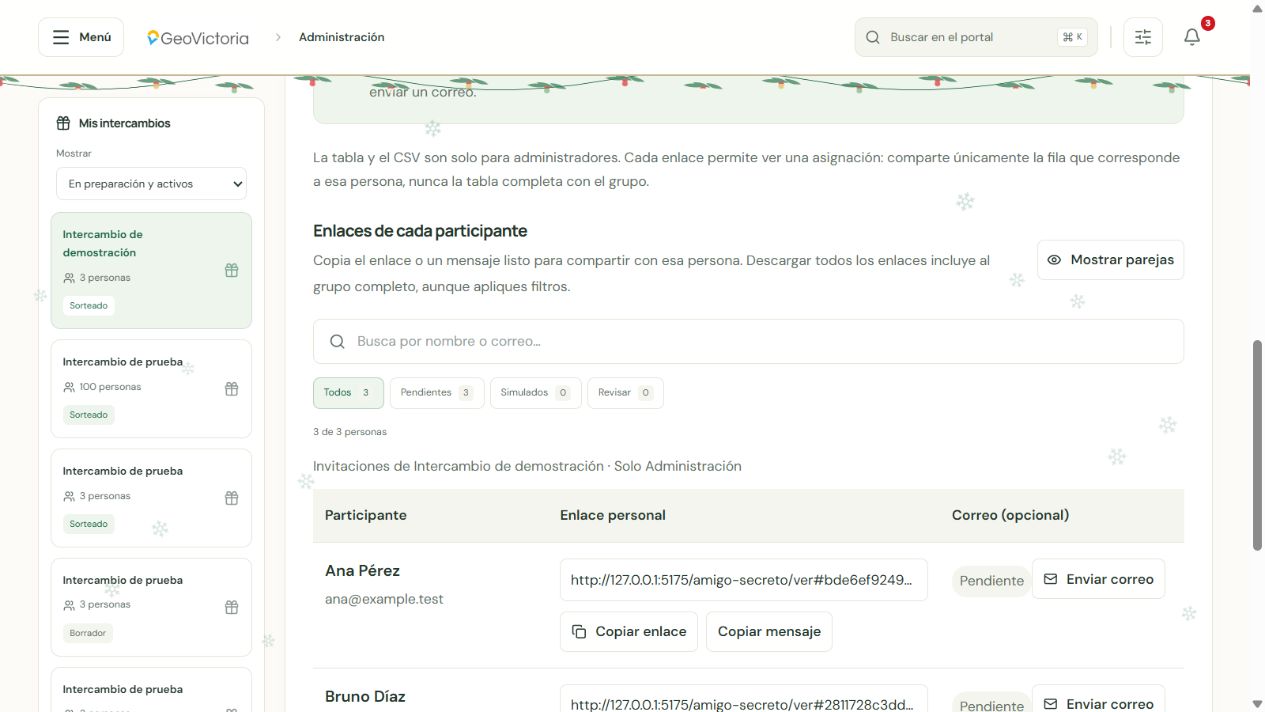 Menú
GeoVictoria
Administración
Buscar en el portal
⌘ K
3
Mis intercambios
Mostrar
En preparación y activos
Intercambio de
demostración
3 personas
Sorteado
Intercambio de prueba
100 personas
Sorteado
Intercambio de prueba
3 personas
Sorteado
Intercambio de prueba
3 personas
Borrador
Intercambio de prueba
enviar un correo.
La tabla y el CSV son solo para administradores. Cada enlace permite ver una asignación: comparte únicamente la fila que corresponde
a esa persona, nunca la tabla completa con el grupo.
Enlaces de cada participante
Copia el enlace o un mensaje listo para compartir con esa persona. Descargar todos los enlaces incluye al
grupo completo, aunque apliques filtros.
Mostrar parejas
Busca por nombre o correo...
Todos 3
Pendientes 3
Simulados 0
Revisar 0
3 de 3 personas
Invitaciones de Intercambio de demostración · Solo Administración
Participante
Enlace personal
Correo (opcional)
Ana Pérez
ana@example.test
http://127.0.0.1:5175/amigo-secreto/ver#bde6ef9249...
Copiar enlace
Copiar mensaje
Pendiente
Enviar correo
Bruno Díaz
http://127.0.0.1:5175/amigo-secreto/ver#2811728c3dd...
Pendiente
Enviar correo